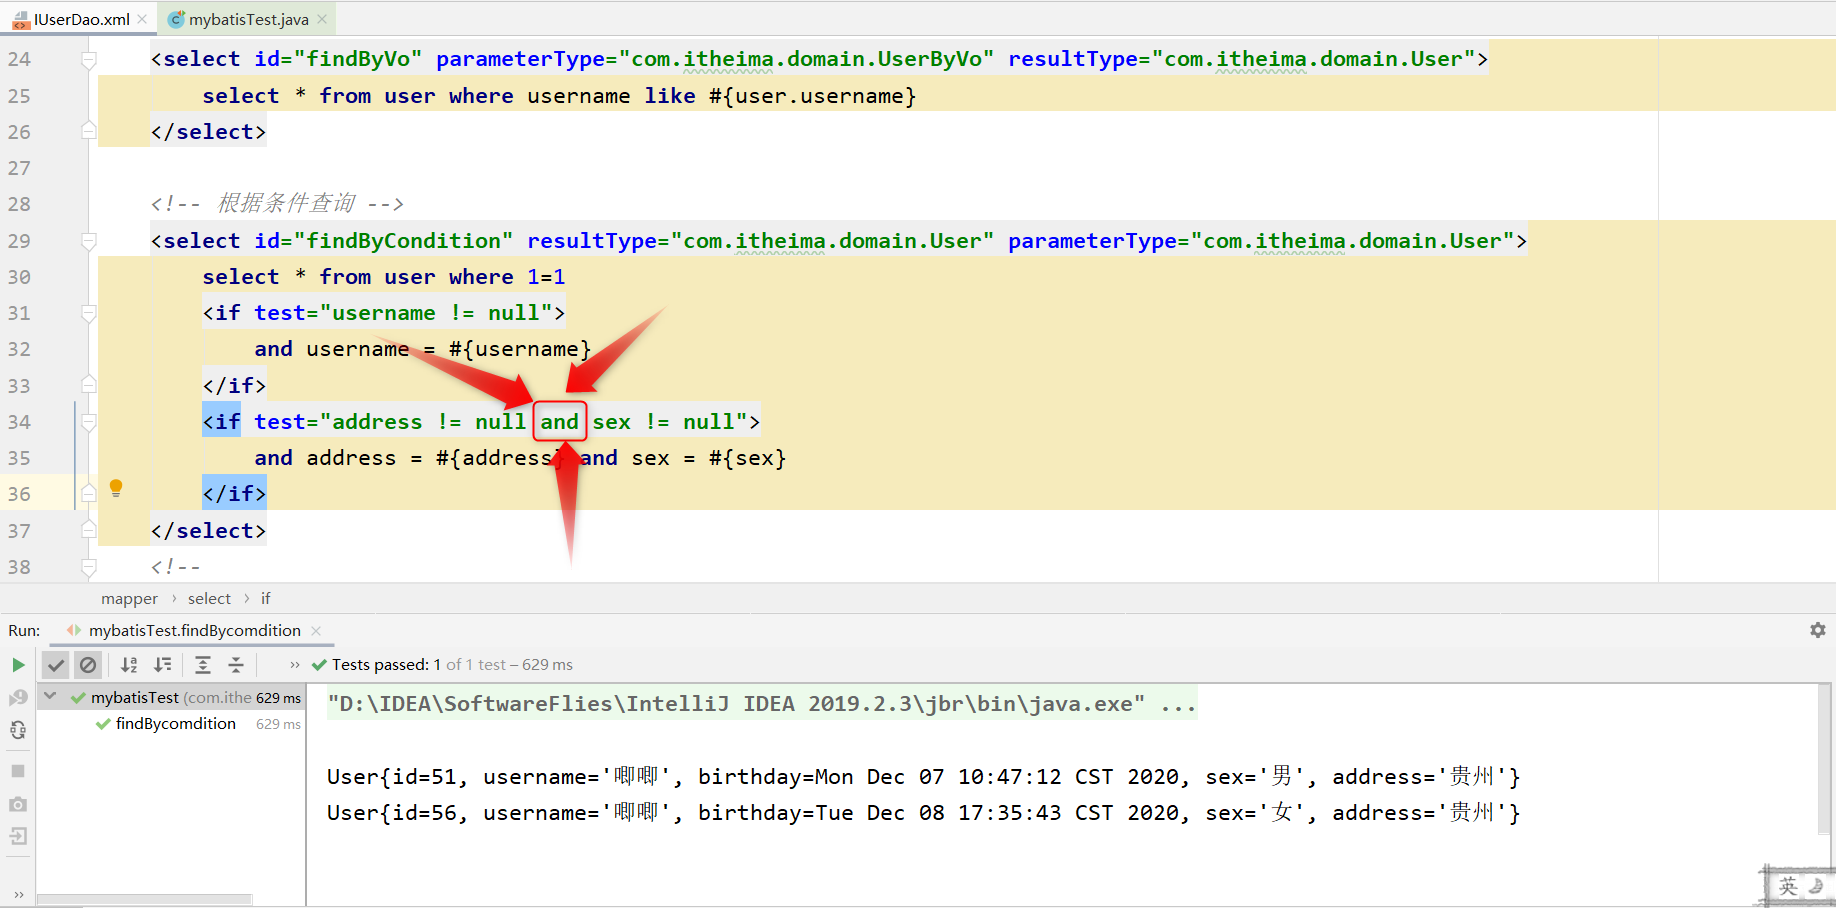 IUserDao.xml mybatisTest.java
24 <select id="findByVo" parameterType="com.itheima.domain.UserByVo" resultType="com.itheima.domain.User">
25 select * from user where username like #{user.username}
26 </select>
27
28 <!-- 根据条件查询 -->
29 <select id="findByCondition" resultType="com.itheima.domain.User" parameterType="com.itheima.domain.User">
30 select * from user where 1=1
31 <if test="username != null">
32 and username = #{username}
33 </if>
34 <if test="address != null and sex != null">
35 and address = #{address} and sex = #{sex}
36 </if>
37 </select>
38 <!--
mapper › select › if
Run: mybatisTest.findBycomdition
» Tests passed: 1 of 1 test – 629 ms
mybatisTest (com.ithe 629 ms
findBycomdition 629 ms
"D:\IDEA\SoftwareFlies\IntelliJ IDEA 2019.2.3\jbr\bin\java.exe" ...
User{id=51, username='唧唧', birthday=Mon Dec 07 10:47:12 CST 2020, sex='男', address='贵州'}
User{id=56, username='唧唧', birthday=Tue Dec 08 17:35:43 CST 2020, sex='女', address='贵州'}
英